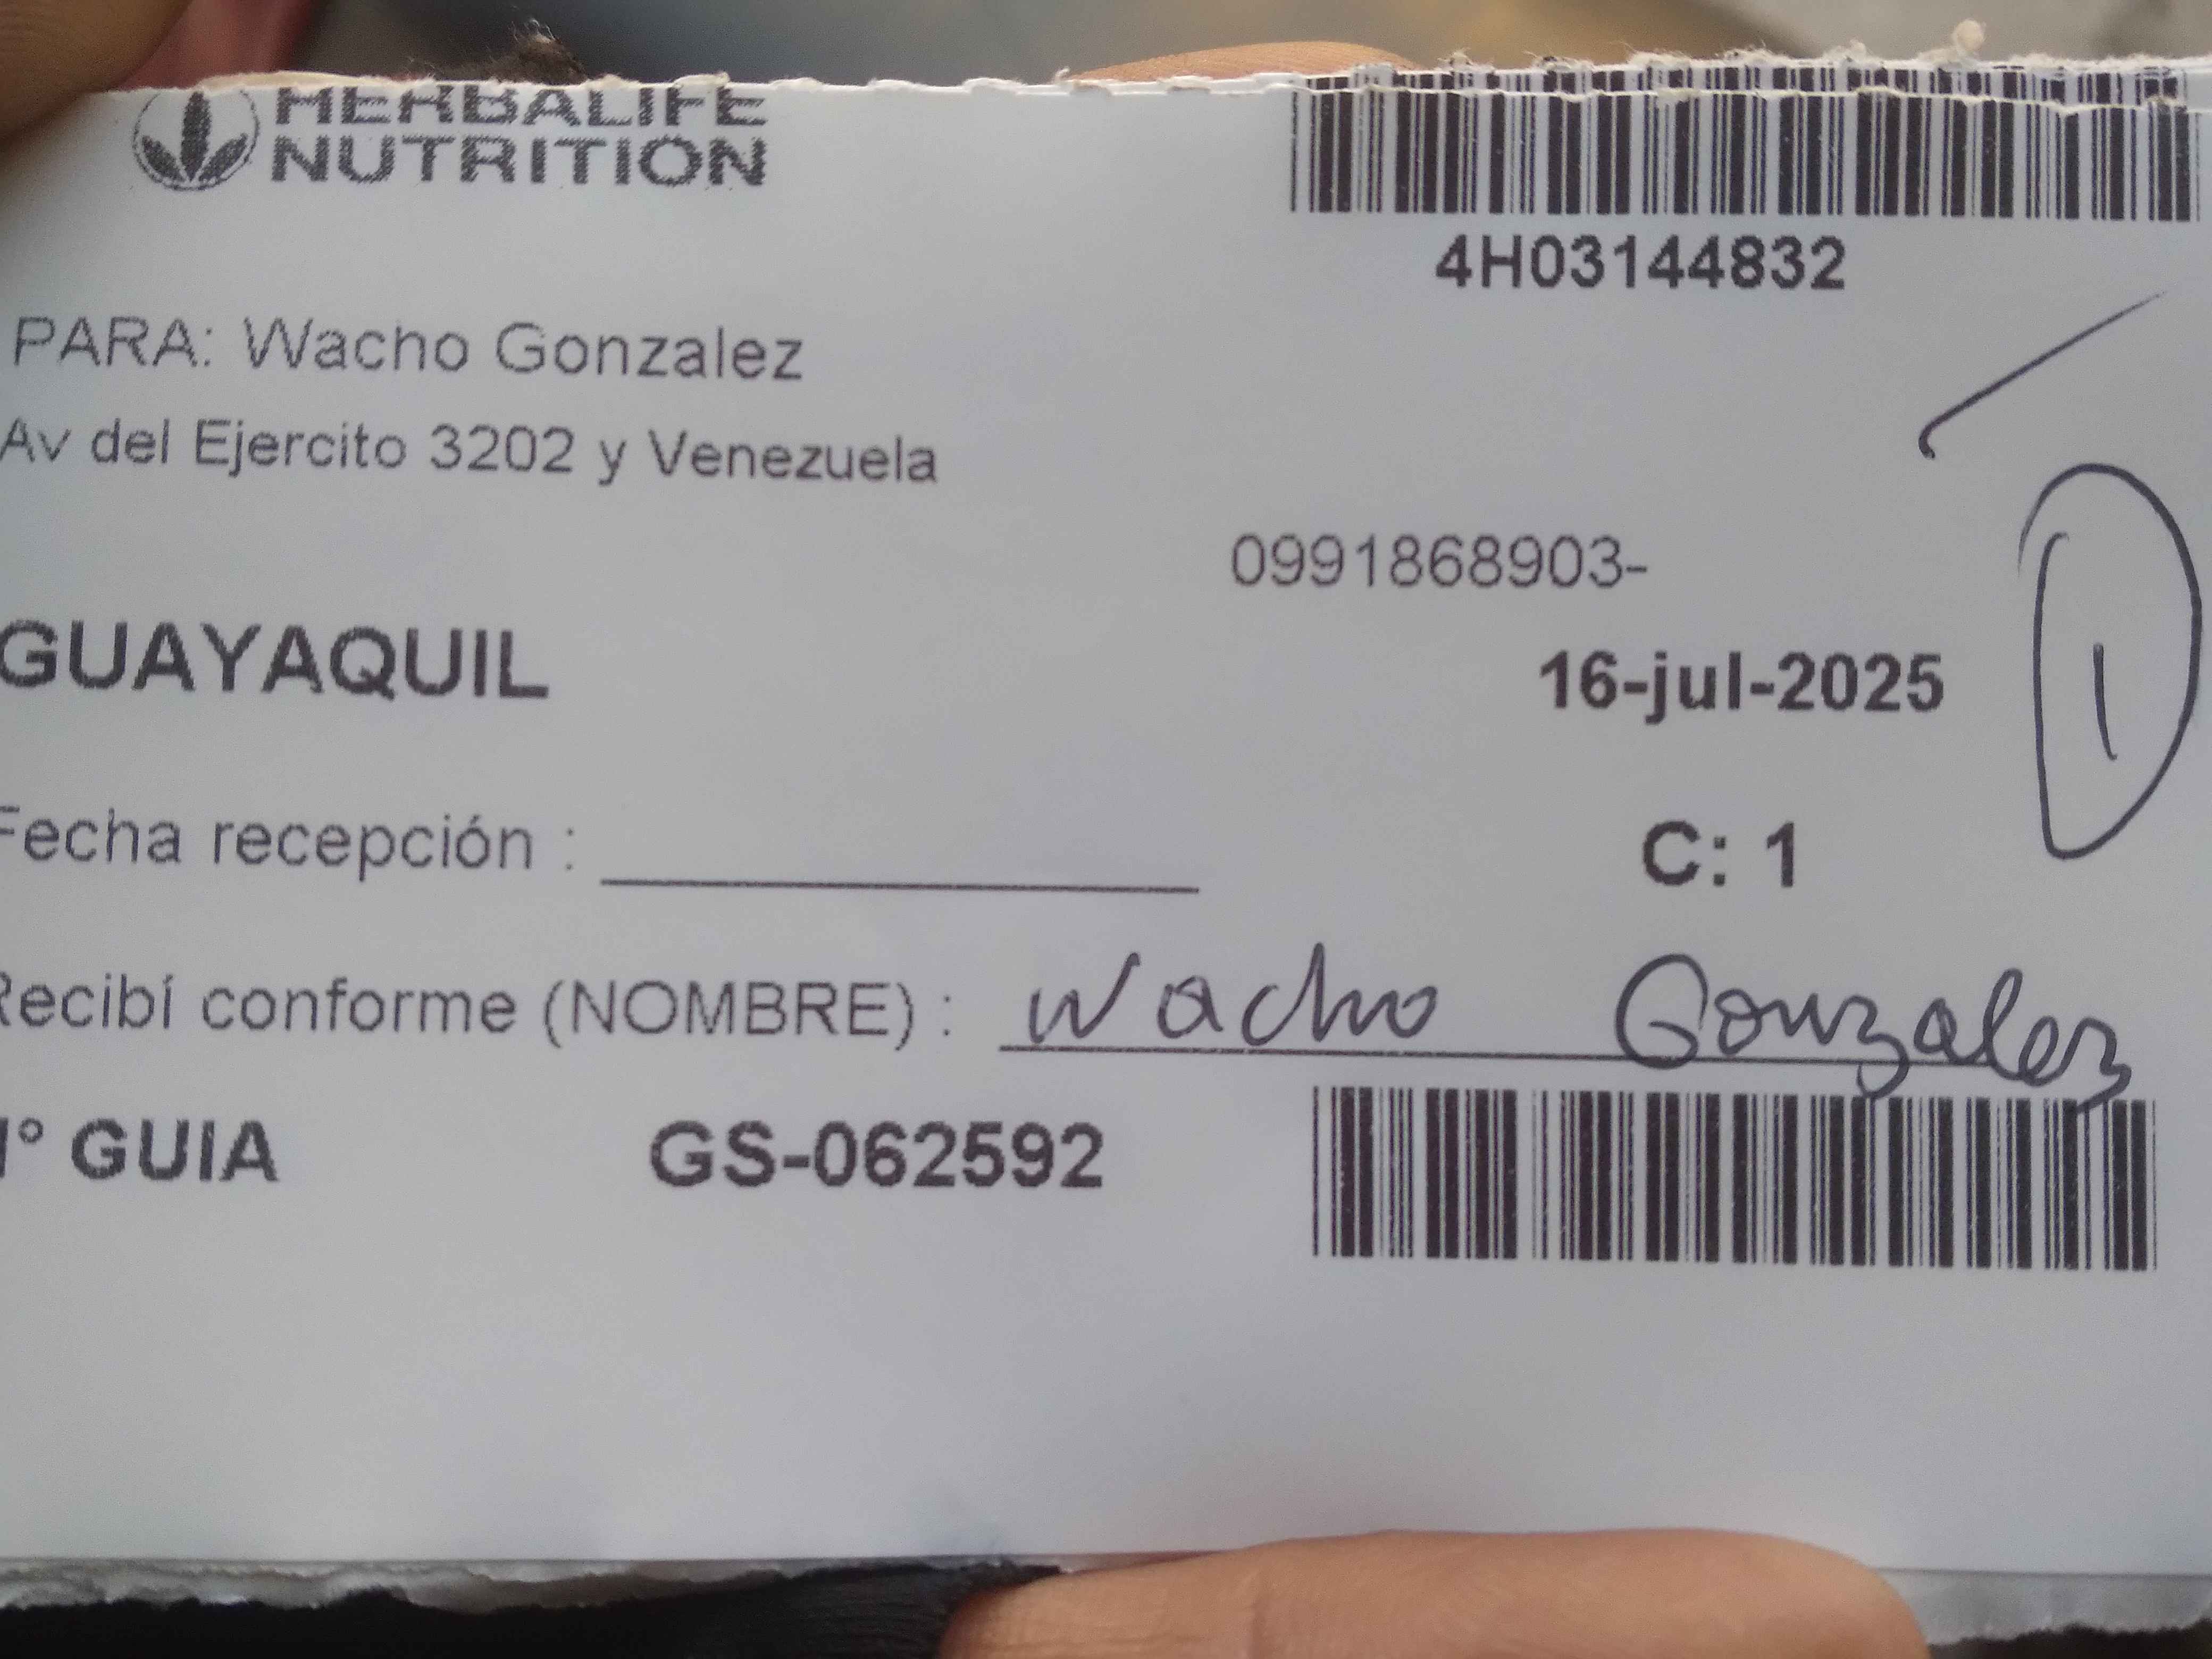 HERBALIFE
NUTRITION
4H03144832
PARA: Wacho Gonzalez
Av del Ejercito 3202 y Venezuela
0991868903-
GUAYAQUIL
16-jul-2025
1
Fecha recepción :
C: 1
Recibí conforme (NOMBRE) : Wacho Gonzalez
N° GUIA GS-062592